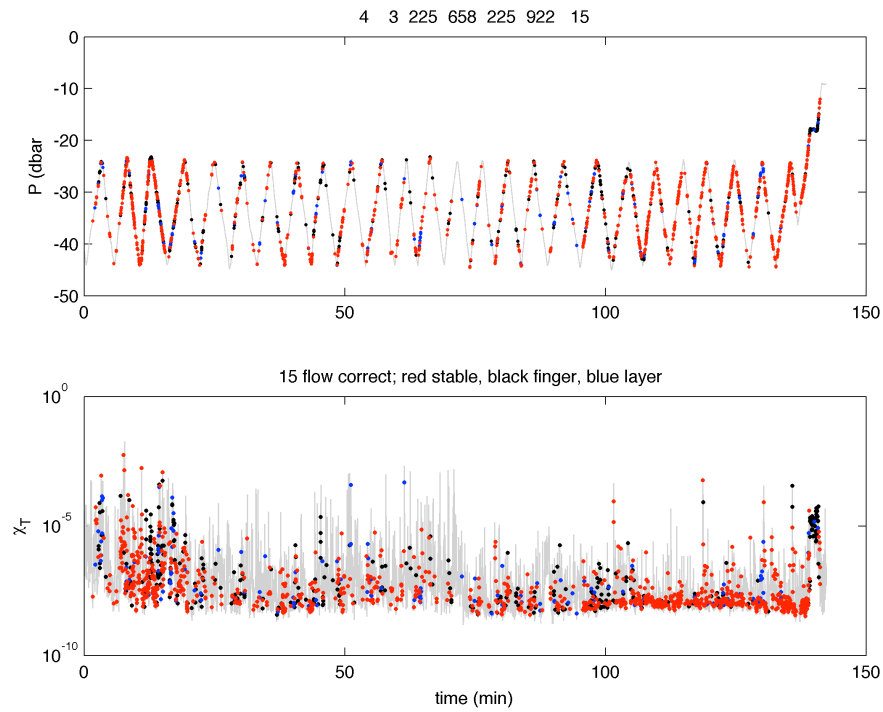 4 3 225 658 225 922 15
0
-10
-20
-30
-40
-50
P (dbar
0 50 100 150
15 flow correct; red stable, black finger, blue layer
10^0
10^-5
10^-10
χ_T
0 50 100 150
time (min)